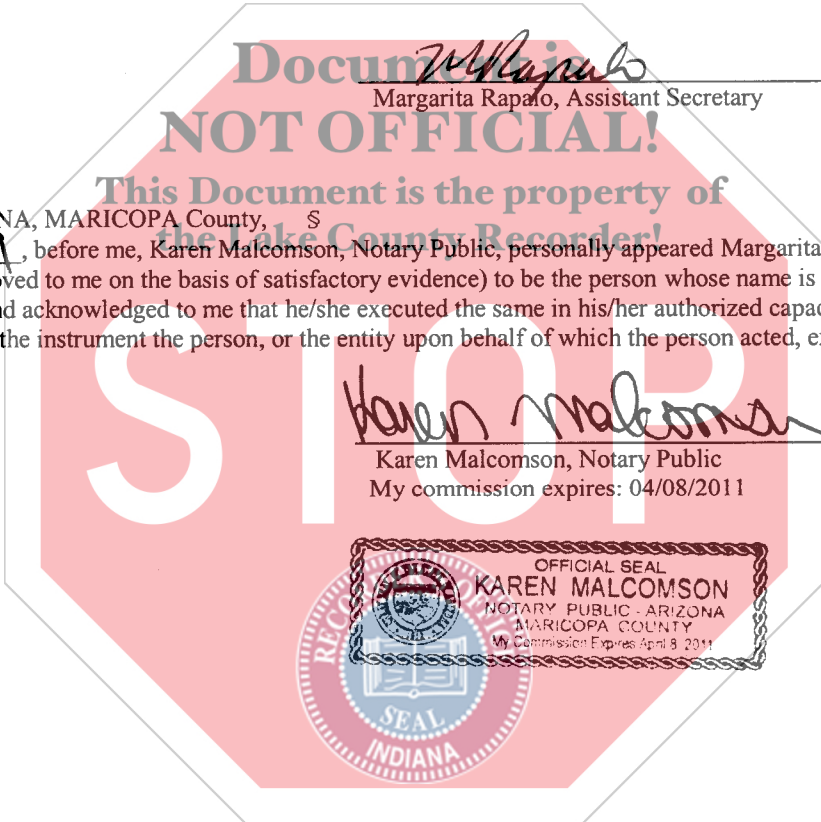 Document is
M Rapalo
Margarita Rapalo, Assistant Secretary
NOT OFFICIAL!
This Document is the property of
the Lake County Recorder!
NA, MARICOPA County, §
, before me, Karen Malcomson, Notary Public, personally appeared Margarita
ved to me on the basis of satisfactory evidence) to be the person whose name is
d acknowledged to me that he/she executed the same in his/her authorized capac
the instrument the person, or the entity upon behalf of which the person acted, ex
STOP
Karen Malcomson
Karen Malcomson, Notary Public
My commission expires: 04/08/2011
OFFICIAL SEAL
KAREN MALCOMSON
NOTARY PUBLIC - ARIZONA
MARICOPA COUNTY
My Commission Expires April 8, 2011
SEAL
INDIANA